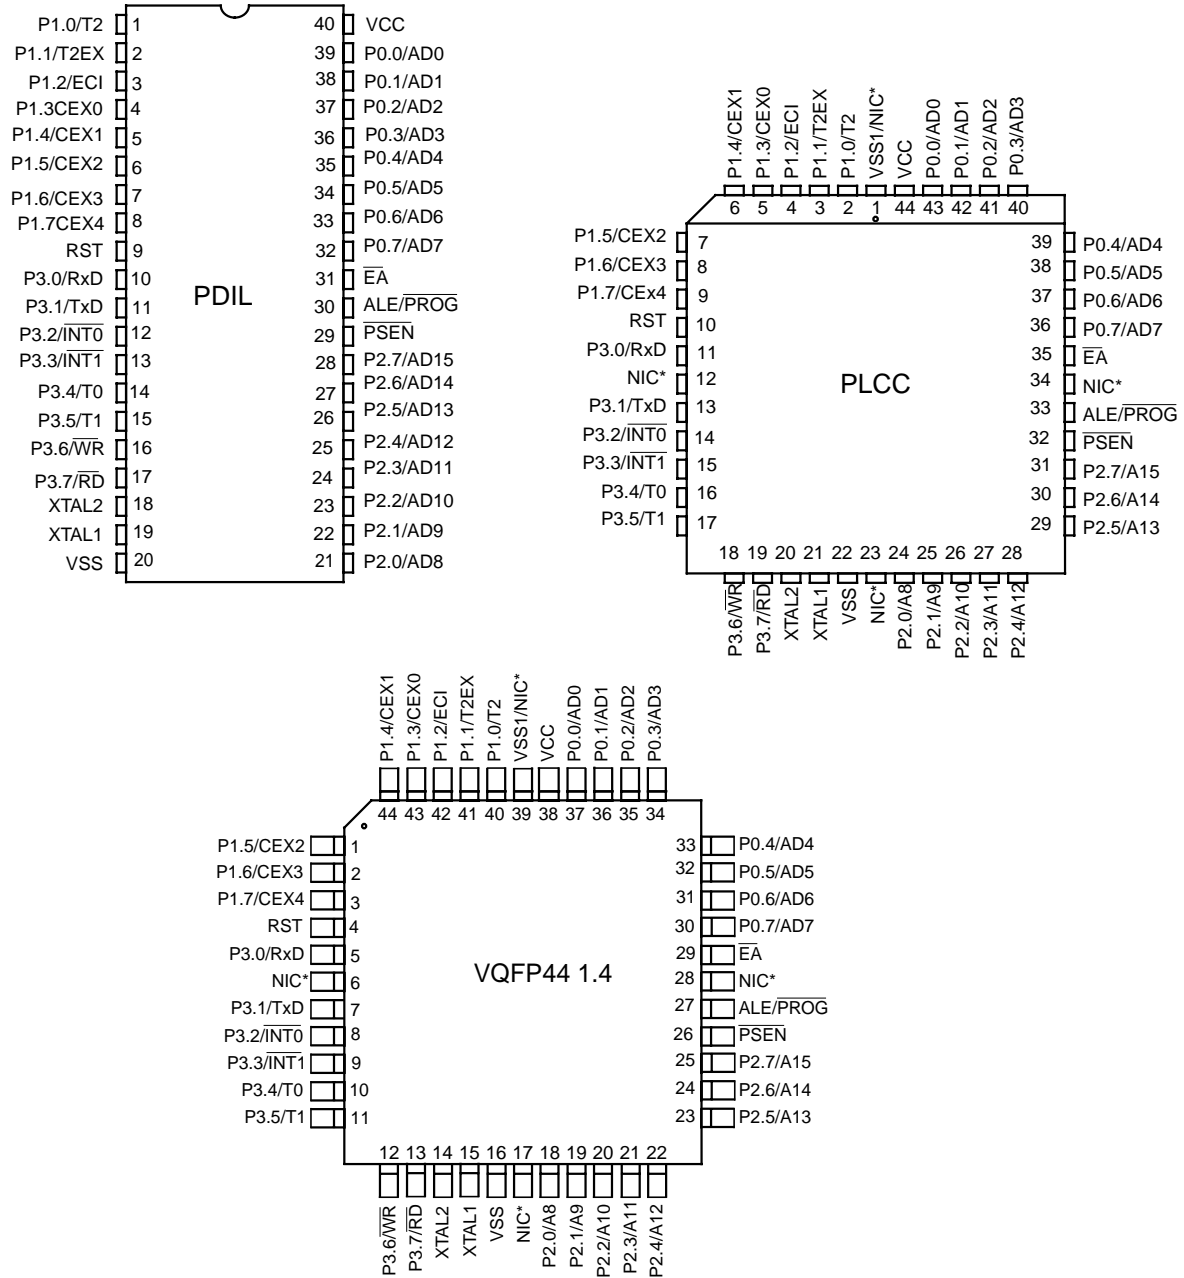 P1.0/T2 1 40 VCC
P1.1/T2EX 2 39 P0.0/AD0
P1.2/ECI 3 38 P0.1/AD1
P1.3CEX0 4 37 P0.2/AD2
P1.4/CEX1 5 36 P0.3/AD3
P1.5/CEX2 6 35 P0.4/AD4
P1.6/CEX3 7 34 P0.5/AD5
P1.7CEX4 8 33 P0.6/AD6
RST 9 32 P0.7/AD7
P3.0/RxD 10 31 EA
PDIL
P3.1/TxD 11 30 ALE/PROG
P3.2/INT0 12 29 PSEN
P3.3/INT1 13 28 P2.7/AD15
P3.4/T0 14 27 P2.6/AD14
P3.5/T1 15 26 P2.5/AD13
P3.6/WR 16 25 P2.4/AD12
P3.7/RD 17 24 P2.3/AD11
XTAL2 18 23 P2.2/AD10
XTAL1 19 22 P2.1/AD9
VSS 20 21 P2.0/AD8
P1.4/CEX1 P1.3/CEX0 P1.2/ECI P1.1/T2EX P1.0/T2 VSS1/NIC* VCC P0.0/AD0 P0.1/AD1 P0.2/AD2 P0.3/AD3
6 5 4 3 2 1 44 43 42 41 40
P1.5/CEX2 7 39 P0.4/AD4
P1.6/CEX3 8 38 P0.5/AD5
P1.7/CEx4 9 37 P0.6/AD6
RST 10 36 P0.7/AD7
P3.0/RxD 11 35 EA
NIC* 12 34 NIC*
PLCC
P3.1/TxD 13 33 ALE/PROG
P3.2/INT0 14 32 PSEN
P3.3/INT1 15 31 P2.7/A15
P3.4/T0 16 30 P2.6/A14
P3.5/T1 17 29 P2.5/A13
18 19 20 21 22 23 24 25 26 27 28
P3.6/WR P3.7/RD XTAL2 XTAL1 VSS NIC* P2.0/A8 P2.1/A9 P2.2/A10 P2.3/A11 P2.4/A12
P1.4/CEX1 P1.3/CEX0 P1.2/ECI P1.1/T2EX P1.0/T2 VSS1/NIC* VCC P0.0/AD0 P0.1/AD1 P0.2/AD2 P0.3/AD3
44 43 42 41 40 39 38 37 36 35 34
P1.5/CEX2 1 33 P0.4/AD4
P1.6/CEX3 2 32 P0.5/AD5
P1.7/CEX4 3 31 P0.6/AD6
RST 4 30 P0.7/AD7
P3.0/RxD 5 29 EA
VQFP44 1.4
NIC* 6 28 NIC*
P3.1/TxD 7 27 ALE/PROG
P3.2/INT0 8 26 PSEN
P3.3/INT1 9 25 P2.7/A15
P3.4/T0 10 24 P2.6/A14
P3.5/T1 11 23 P2.5/A13
12 13 14 15 16 17 18 19 20 21 22
P3.6/WR P3.7/RD XTAL2 XTAL1 VSS NIC* P2.0/A8 P2.1/A9 P2.2/A10 P2.3/A11 P2.4/A12